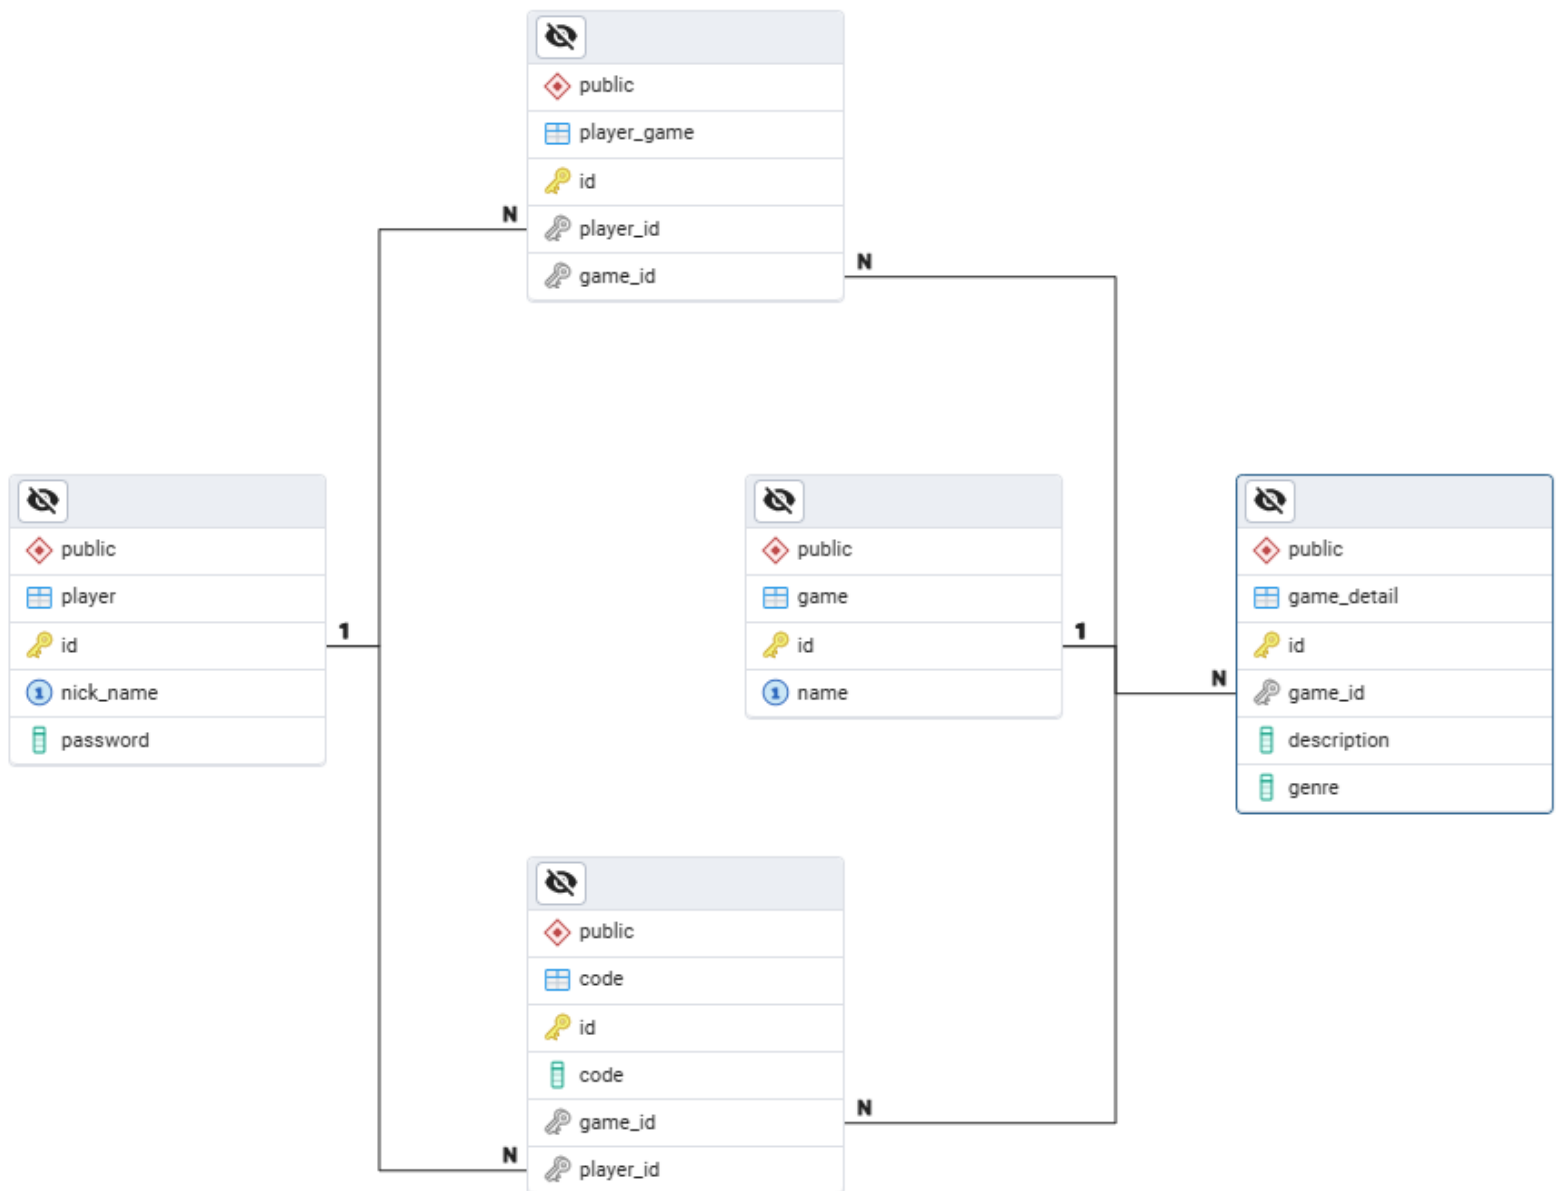 public
player_game
id
N
player_id
N
game_id
public
player
1
id
nick_name
password
public
game
1
id
1
name
public
game_detail
id
N
game_id
description
genre
public
code
id
code
N
game_id
N
player_id